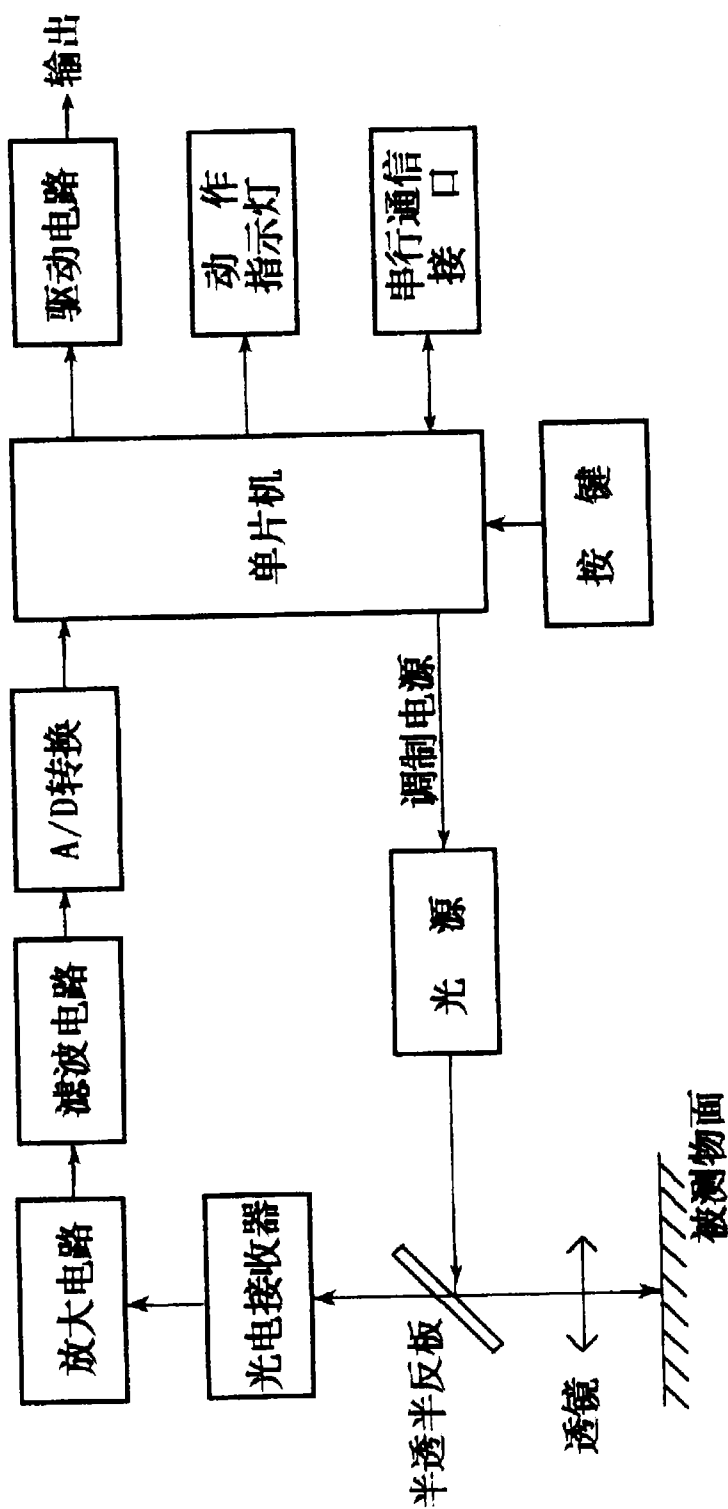 放大电路
滤波电路
A/D转换
驱动电路
输出
光电接收器
单片机
动作
指示灯
半透半反板
光源
调制电源
串行通信
接口
透镜
按键
被测物面